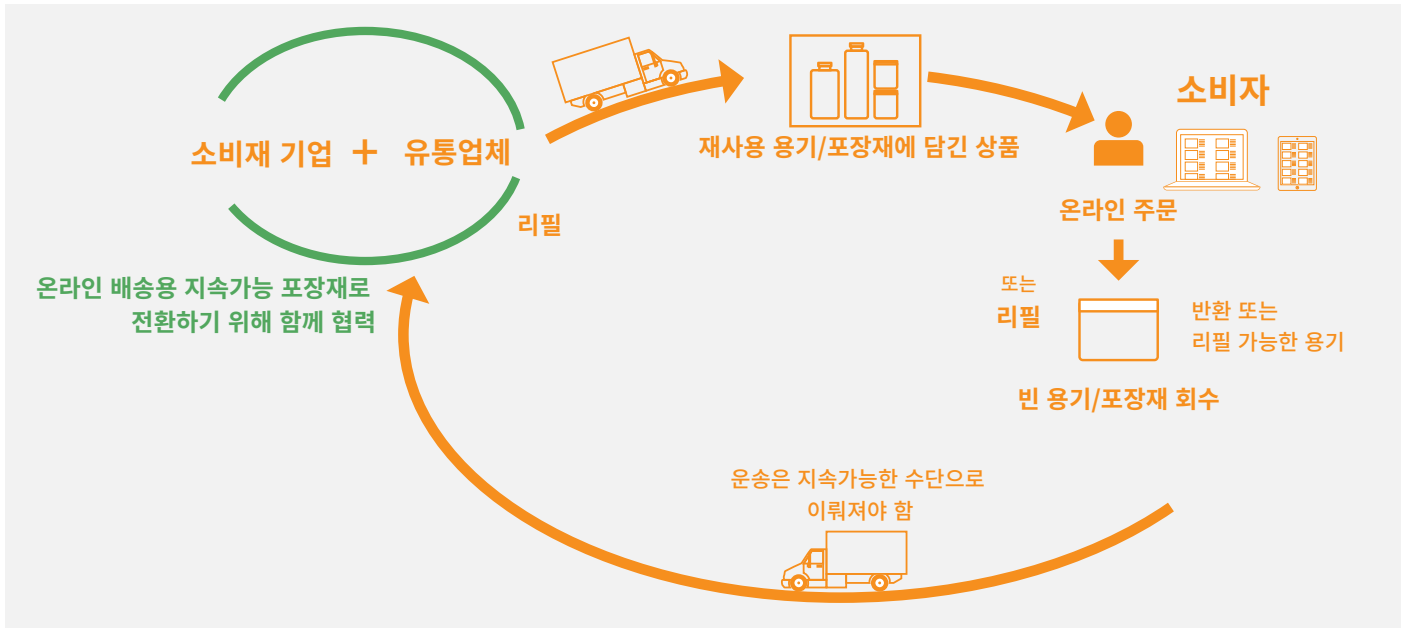 소비재 기업 + 유통업체
리필
온라인 배송용 지속가능 포장재로
전환하기 위해 함께 협력
재사용 용기/포장재에 담긴 상품
소비자
온라인 주문
또는
리필
반환 또는
리필 가능한 용기
빈 용기/포장재 회수
운송은 지속가능한 수단으로
이뤄져야 함